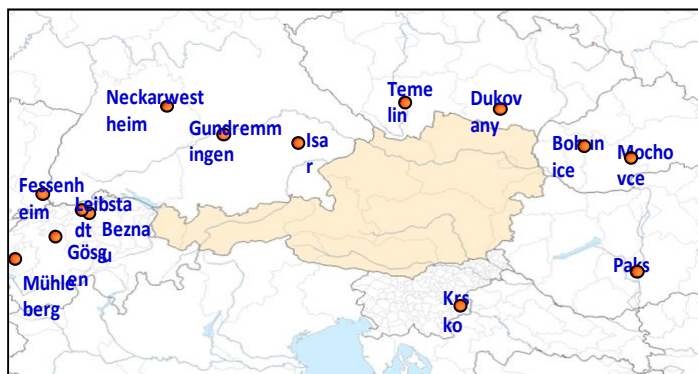 Neckarwest
heim
Gundremm
ingen
Isa
r
Teme
lin
Dukov
any
Bohun
ice
Mocho
vce
Fessenh
eim
Leibsta
dt
Bezna
u
Gösg
en
Mühle
berg
Paks
Krs
ko